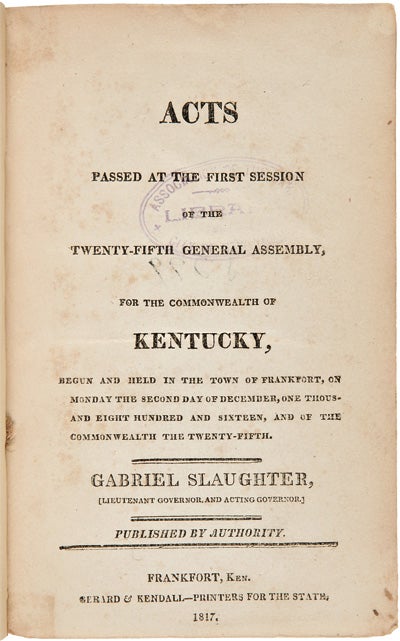 ACTS
PASSED AT THE FIRST SESSION
OF THE
TWENTY-FIFTH GENERAL ASSEMBLY,
FOR THE COMMONWEALTH OF
KENTUCKY,
BEGUN AND HELD IN THE TOWN OF FRANKFORT, ON
MONDAY THE SECOND DAY OF DECEMBER, ONE THOUS-
AND EIGHT HUNDRED AND SIXTEEN, AND OF THE
COMMONWEALTH THE TWENTY-FIFTH.
GABRIEL SLAUGHTER,
[LIEUTENANT GOVERNOR, AND ACTING GOVERNOR.]
PUBLISHED BY AUTHORITY.
FRANKFORT, KEN.
GERARD & KENDALL—PRINTERS FOR THE STATE,
1817.